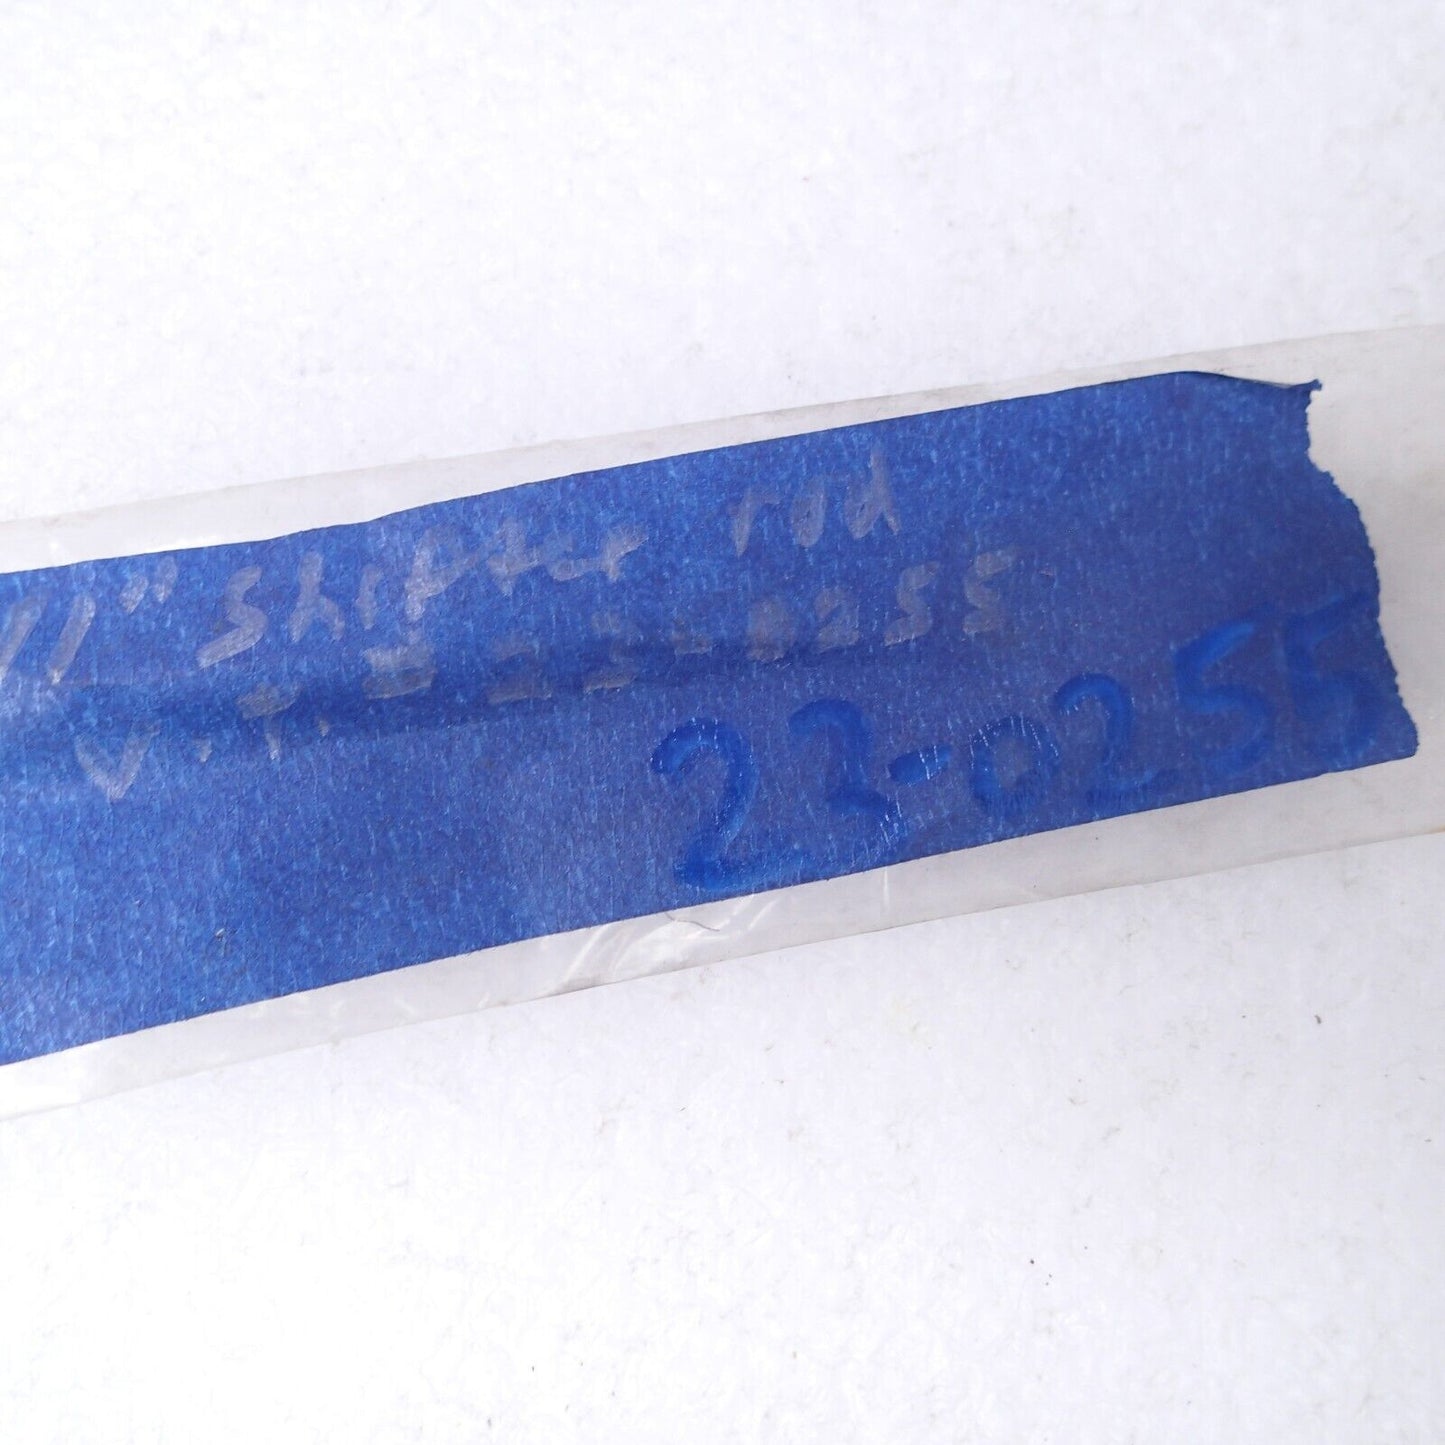 11" Shifter rod
V.T. # 23-0255
23-0255